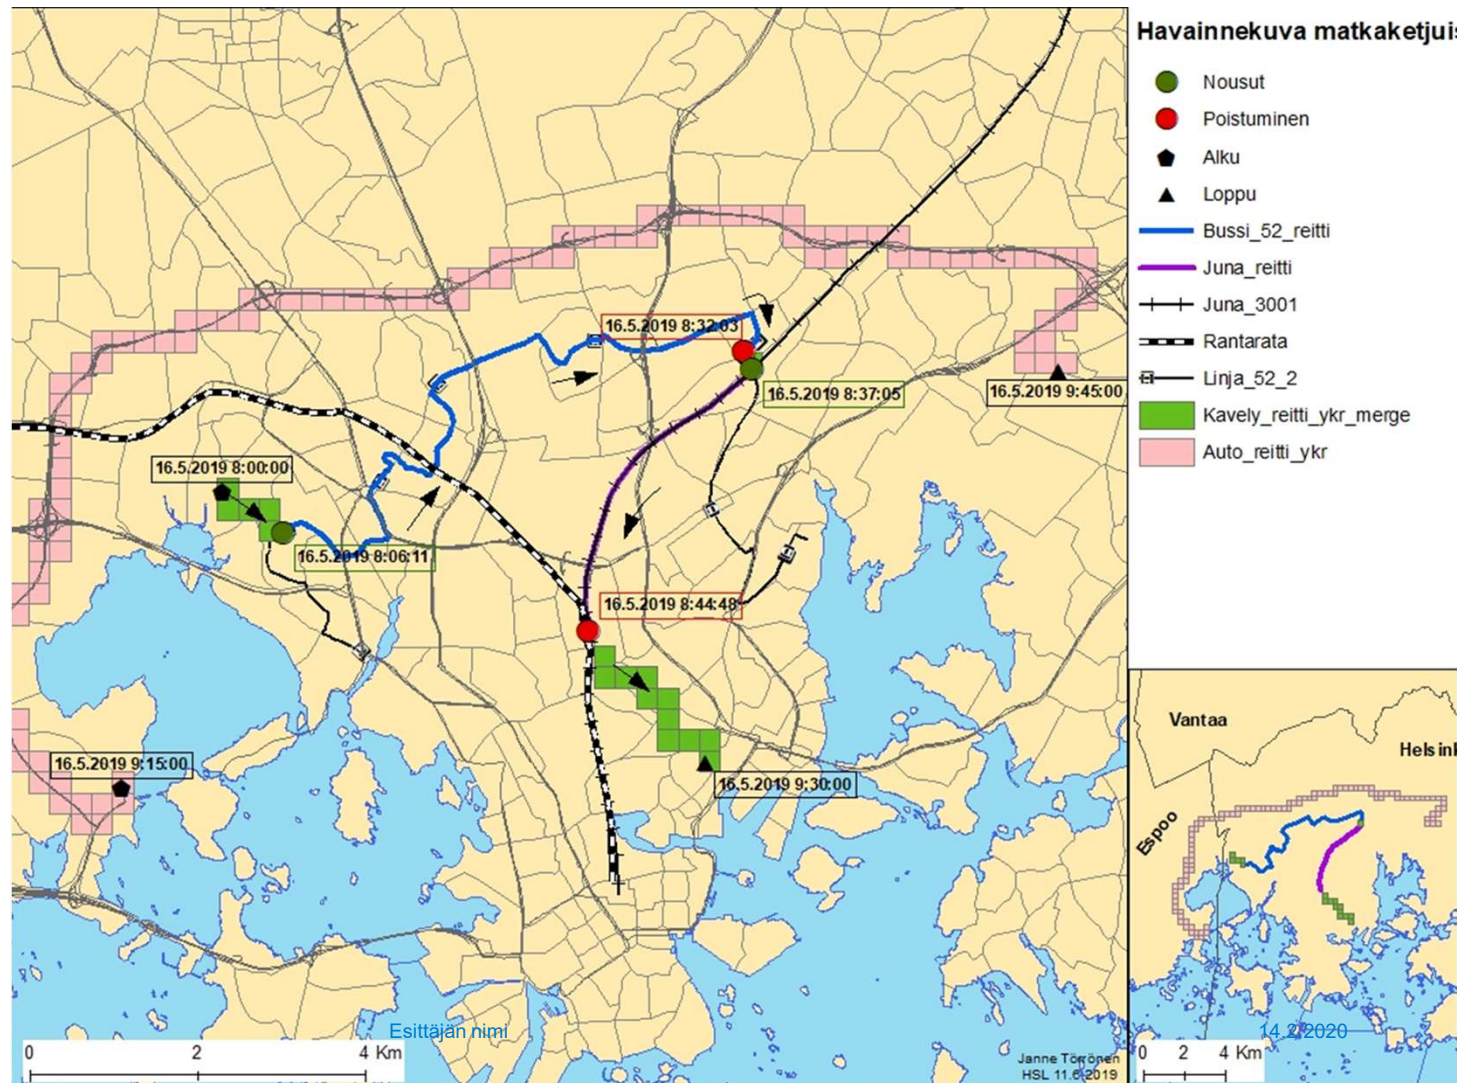 Havainnekuva matkaketjuis
Nousut
Poistuminen
Alku
Loppu
Bussi_52_reitti
Juna_reitti
Juna_3001
Rantarata
Linja_52_2
Kavely_reitti_ykr_merge
Auto_reitti_ykr
16.5.2019 8:32:03
16.5.2019 8:37:05
16.5.2019 9:45:00
16.5.2019 8:00:00
16.5.2019 8:06:11
16.5.2019 8:44:48
16.5.2019 9:15:00
16.5.2019 9:30:00
Vantaa
Helsink
Espoo
Esittäjän nimi
14.2.2020
0 2 4 Km
Janne Törrönen
HSL 11.6.2019
0 2 4 Km